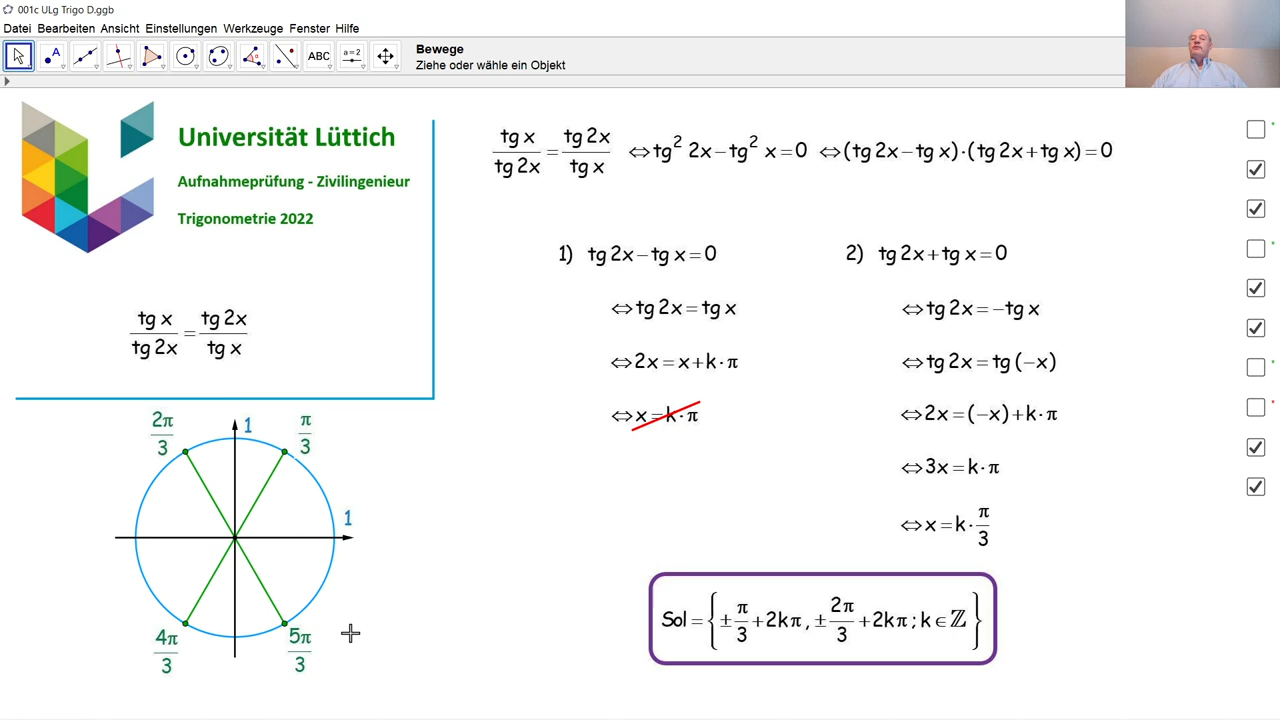 001c ULg Trigo D.ggb
Datei Bearbeiten Ansicht Einstellungen Werkzeuge Fenster Hilfe
A ABC a=2
Bewege
Ziehe oder wähle ein Objekt
Universität Lüttich
Aufnahmeprüfung - Zivilingenieur
Trigonometrie 2022
tg x / tg 2x = tg 2x / tg x
2π/3 1 π/3
1
4π/3 5π/3
tg x / tg 2x = tg 2x / tg x ⇔ tg² 2x − tg² x = 0 ⇔ (tg 2x − tg x) · (tg 2x + tg x) = 0
1) tg 2x − tg x = 0
⇔ tg 2x = tg x
⇔ 2x = x + k · π
⇔ x = k · π
2) tg 2x + tg x = 0
⇔ tg 2x = −tg x
⇔ tg 2x = tg (−x)
⇔ 2x = (−x) + k · π
⇔ 3x = k · π
⇔ x = k · π/3
Sol = { ± π/3 + 2kπ , ± 2π/3 + 2kπ ; k ∈ ℤ }